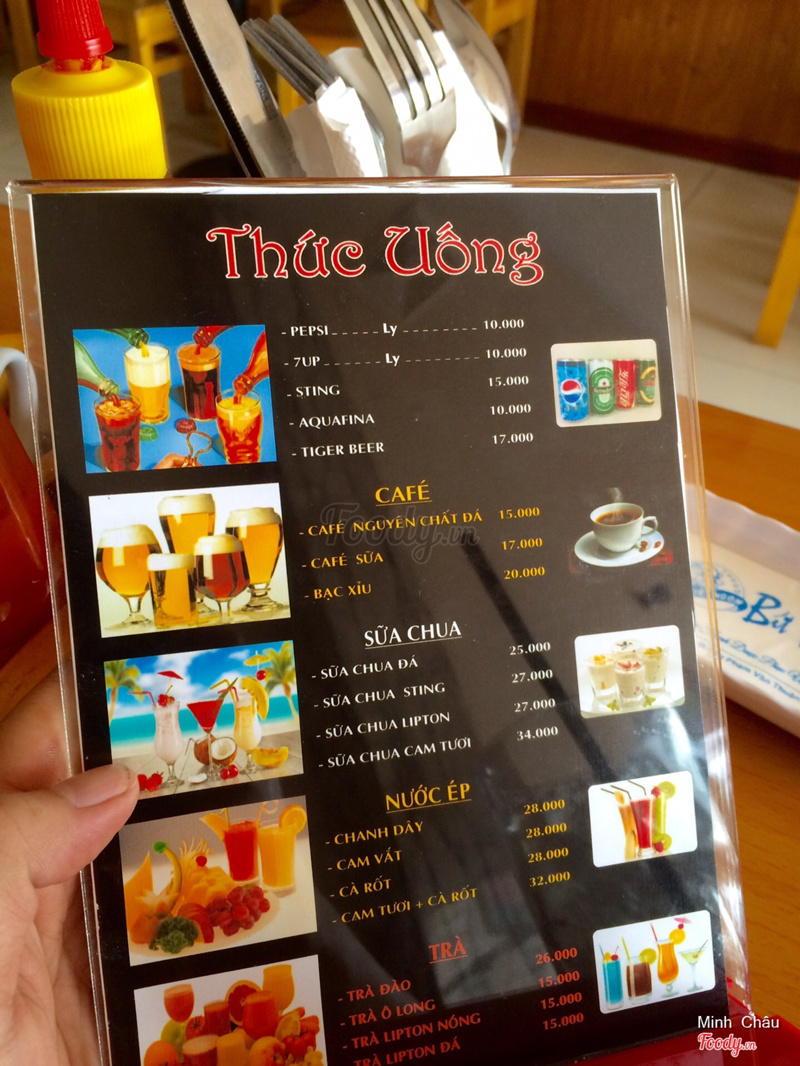 Thức Uống
- PEPSI _ _ _ _ _ Ly _ _ _ _ _ _ _ _ 10.000
- 7UP _ _ _ _ _ _ Ly _ _ _ _ _ _ _ _ 10.000
- STING 15.000
- AQUAFINA 10.000
- TIGER BEER 17.000
CAFÉ
- CAFÉ NGUYÊN CHẤT ĐÁ 15.000
- CAFÉ SỮA 17.000
- BẠC XỈU 20.000
Foody.vn
SỮA CHUA
- SỮA CHUA ĐÁ 25.000
- SỮA CHUA STING 27.000
- SỮA CHUA LIPTON 27.000
- SỮA CHUA CAM TƯƠI 34.000
NƯỚC ÉP
- CHANH DÂY 28.000
- CAM VẮT 28.000
- CÀ RỐT 28.000
- CAM TƯƠI + CÀ RỐT 32.000
TRÀ
- TRÀ ĐÀO 26.000
- TRÀ Ô LONG 15.000
- TRÀ LIPTON NÓNG 15.000
- TRÀ LIPTON ĐÁ 15.000
Bít
Phạm Văn Thuận
Minh Châu
Foody.vn